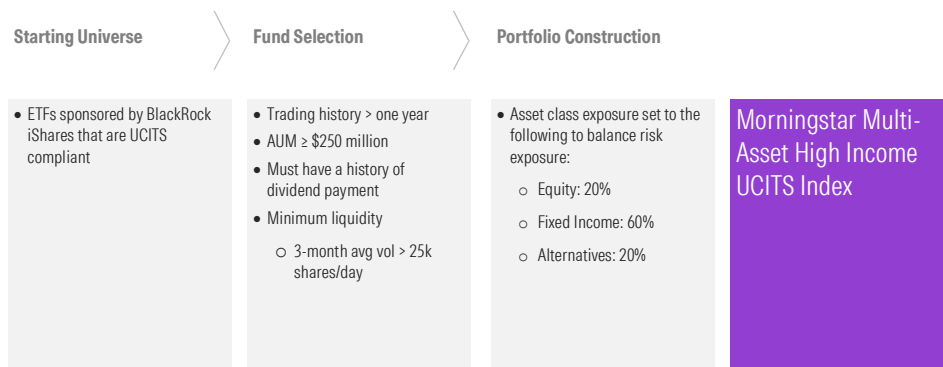 Starting Universe
Fund Selection
Portfolio Construction
• ETFs sponsored by BlackRock
iShares that are UCITS
compliant
• Trading history > one year
• AUM ≥ $250 million
• Must have a history of
dividend payment
• Minimum liquidity
○ 3-month avg vol > 25k
shares/day
• Asset class exposure set to the
following to balance risk
exposure:
○ Equity: 20%
○ Fixed Income: 60%
○ Alternatives: 20%
Morningstar Multi-
Asset High Income
UCITS Index